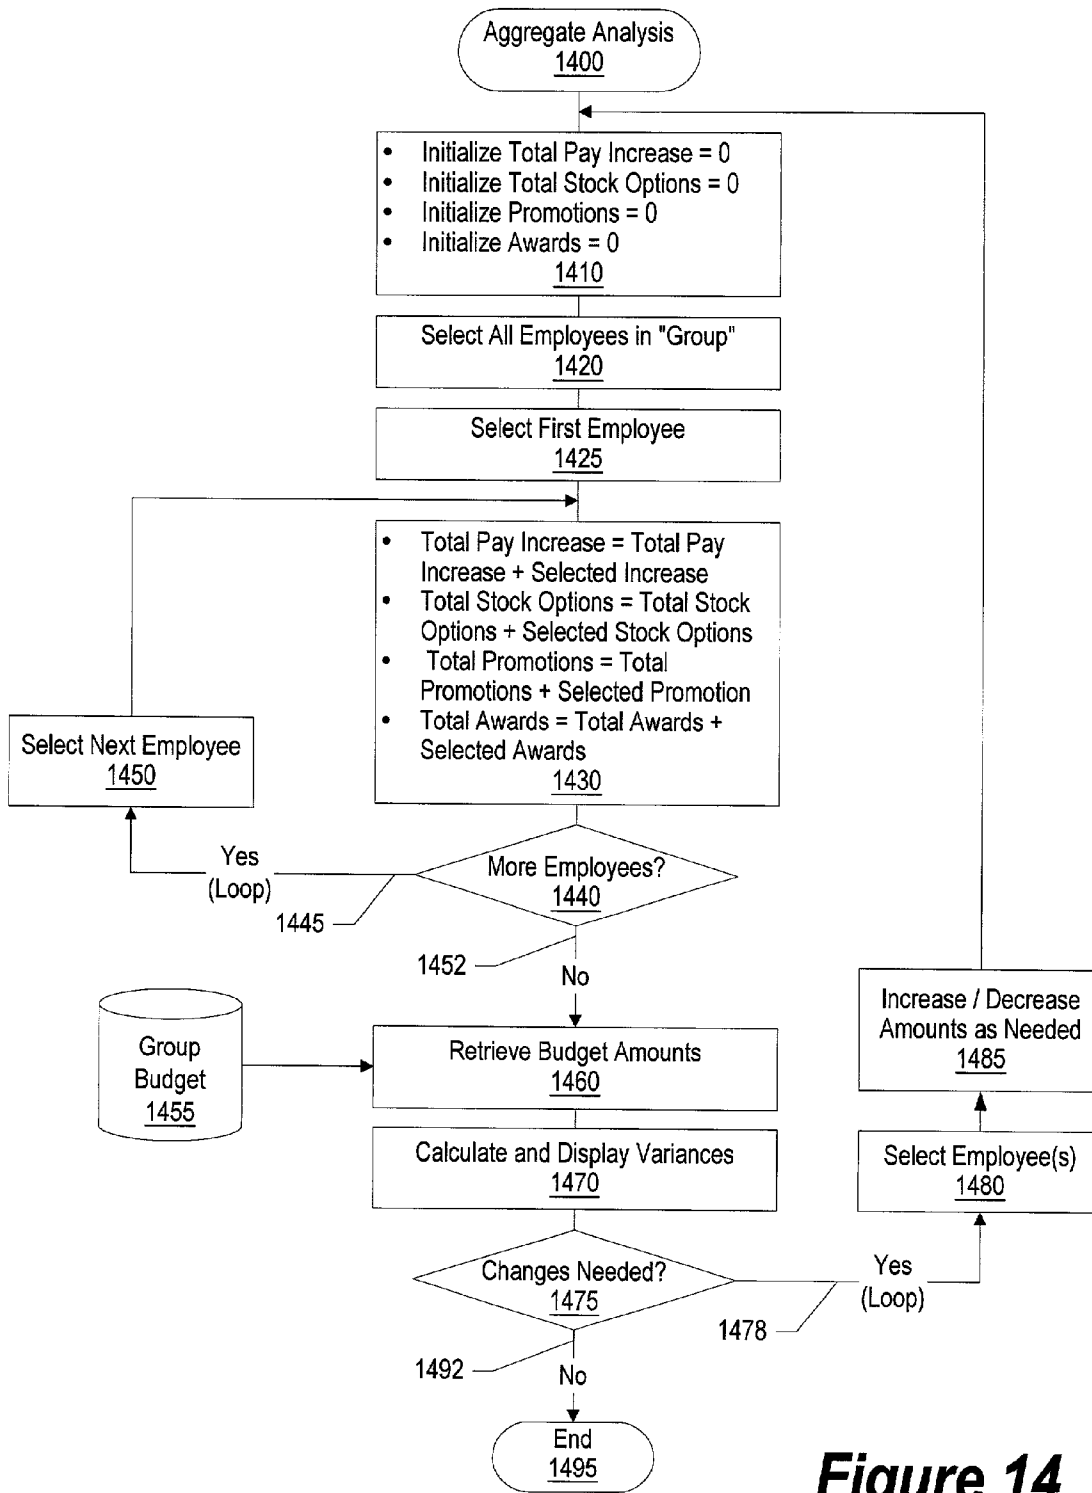 Aggregate Analysis
1400
• Initialize Total Pay Increase = 0
• Initialize Total Stock Options = 0
• Initialize Promotions = 0
• Initialize Awards = 0
1410
Select All Employees in "Group"
1420
Select First Employee
1425
• Total Pay Increase = Total Pay
Increase + Selected Increase
• Total Stock Options = Total Stock
Options + Selected Stock Options
• Total Promotions = Total
Promotions + Selected Promotion
• Total Awards = Total Awards +
Selected Awards
1430
Select Next Employee
1450
More Employees?
1440
Yes
(Loop)
1445
1452
No
Group
Budget
1455
Retrieve Budget Amounts
1460
Calculate and Display Variances
1470
Changes Needed?
1475
Yes
(Loop)
1478
Select Employee(s)
1480
Increase / Decrease
Amounts as Needed
1485
1492
No
End
1495
Figure 14